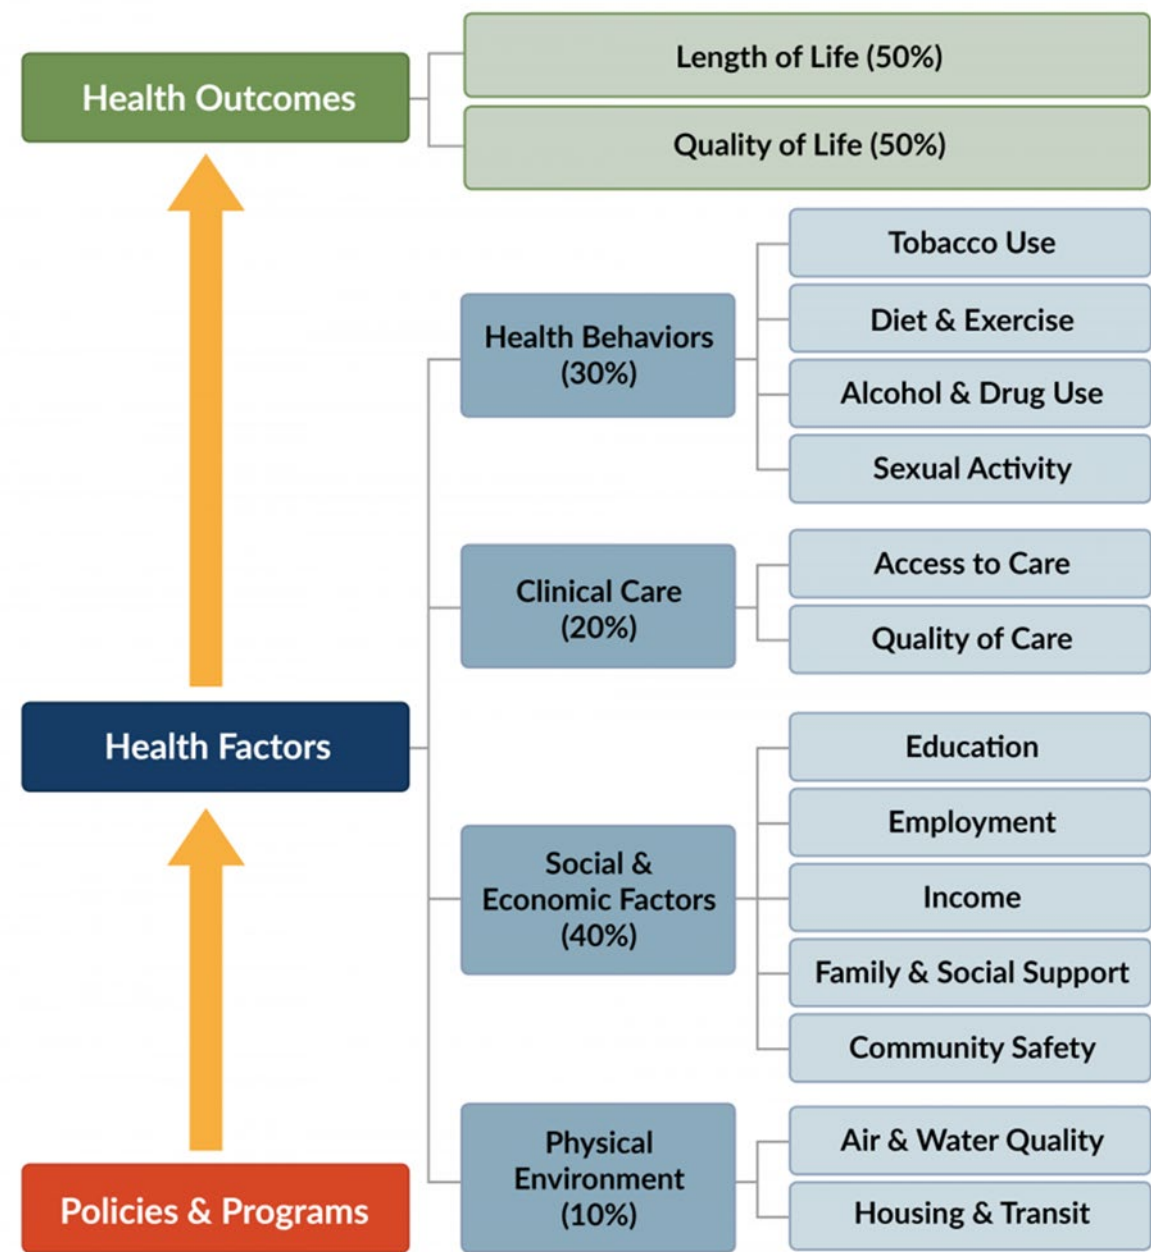 Health Outcomes
Length of Life (50%)
Quality of Life (50%)
Health Factors
Health Behaviors
(30%)
Tobacco Use
Diet & Exercise
Alcohol & Drug Use
Sexual Activity
Clinical Care
(20%)
Access to Care
Quality of Care
Social &
Economic Factors
(40%)
Education
Employment
Income
Family & Social Support
Community Safety
Physical
Environment
(10%)
Air & Water Quality
Housing & Transit
Policies & Programs